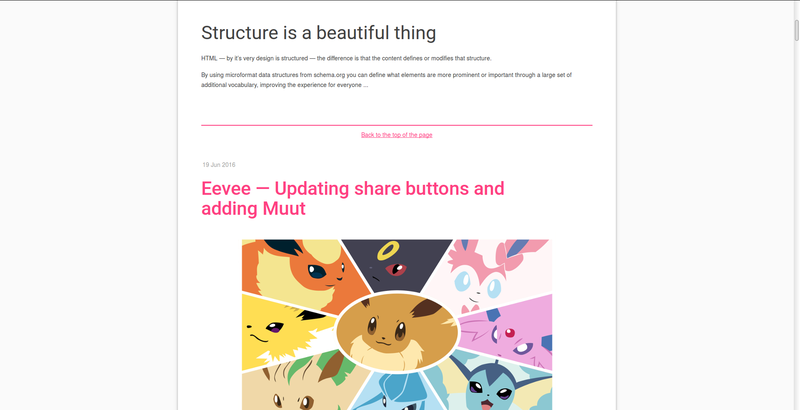 Structure is a beautiful thing
HTML — by it's very design is structured — the difference is that the content defines or modifies that structure.
By using microformat data structures from schema.org you can define what elements are more prominent or important through a large set of
additional vocabulary, improving the experience for everyone ...
Back to the top of the page
19 Jun 2016
Eevee — Updating share buttons and
adding Muut